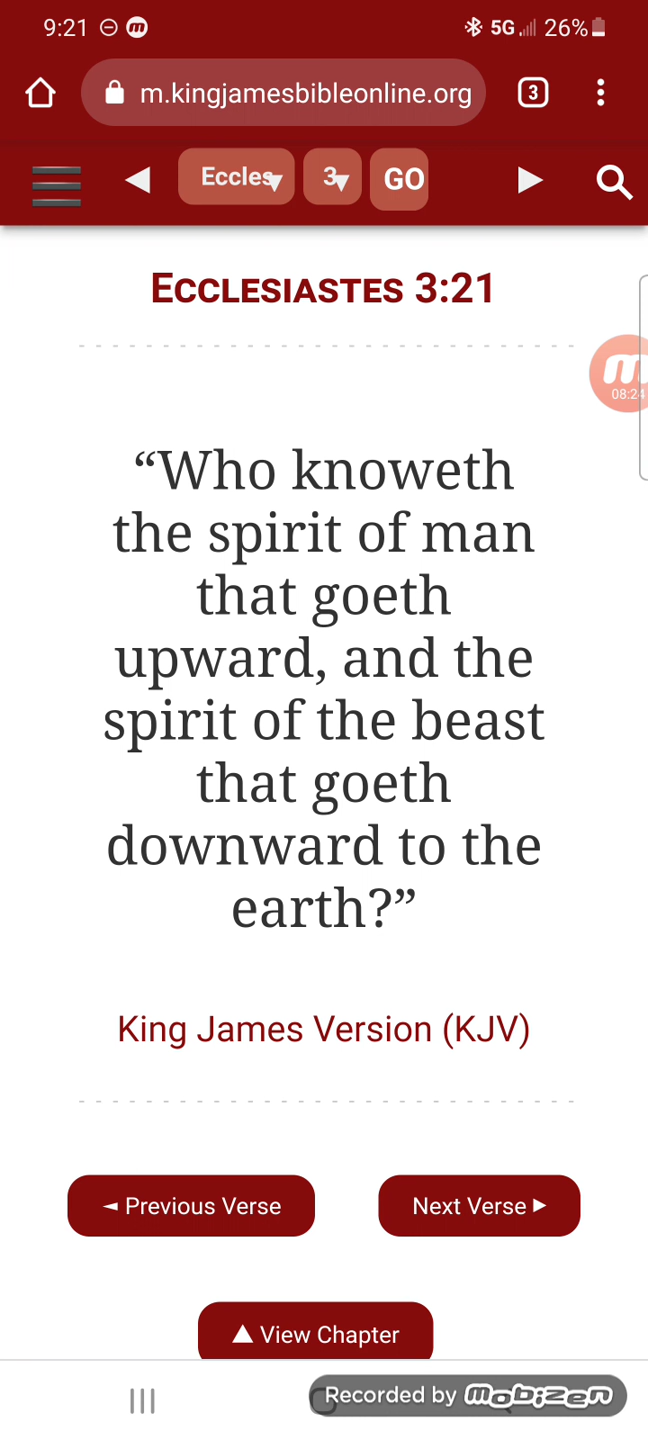 9:21 m 5G 26%
m.kingjamesbibleonline.org 3
Eccles 3 GO
ECCLESIASTES 3:21
m
08:24
“Who knoweth
the spirit of man
that goeth
upward, and the
spirit of the beast
that goeth
downward to the
earth?”
King James Version (KJV)
◄ Previous Verse Next Verse ►
▲ View Chapter
Recorded by mobizen